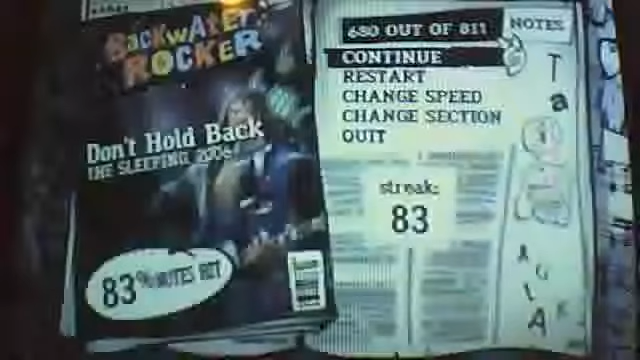 BACKWATER
ROCKER
Don't Hold Back
THE SLEEPING, 2006
83% NOTES HIT
680 OUT OF 811 NOTES
CONTINUE
RESTART
CHANGE SPEED
CHANGE SECTION
QUIT
streak:
83